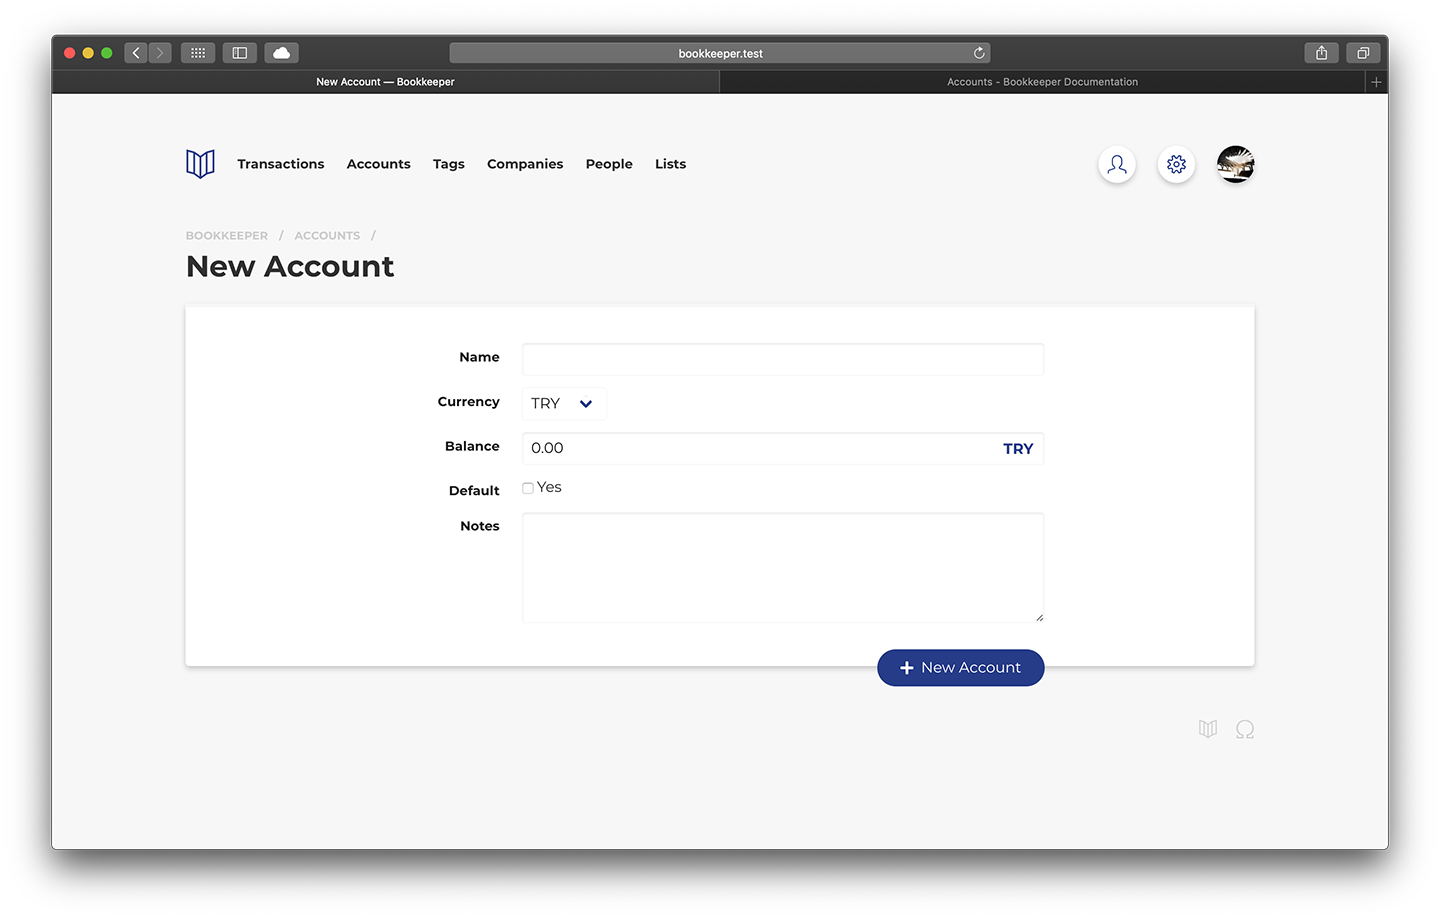 bookkeeper.test
New Account — Bookkeeper
Accounts - Bookkeeper Documentation
Transactions Accounts Tags Companies People Lists
BOOKKEEPER / ACCOUNTS /
New Account
Name
Currency TRY
Balance 0.00 TRY
Default Yes
Notes
New Account